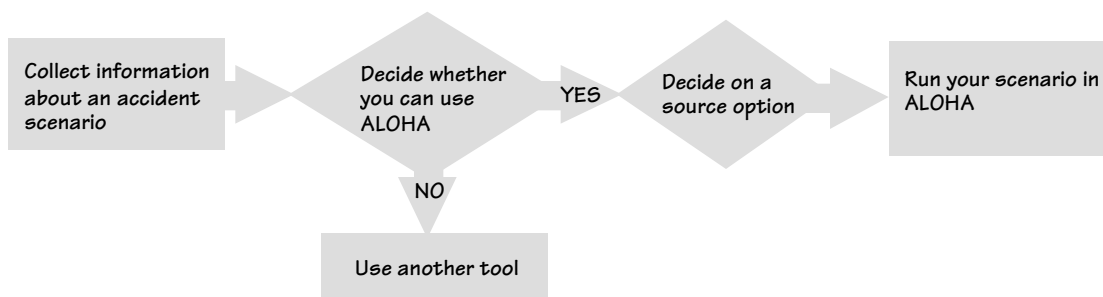 Collect information
about an accident
scenario
Decide whether
you can use
ALOHA
YES
Decide on a
source option
Run your scenario in
ALOHA
NO
Use another tool